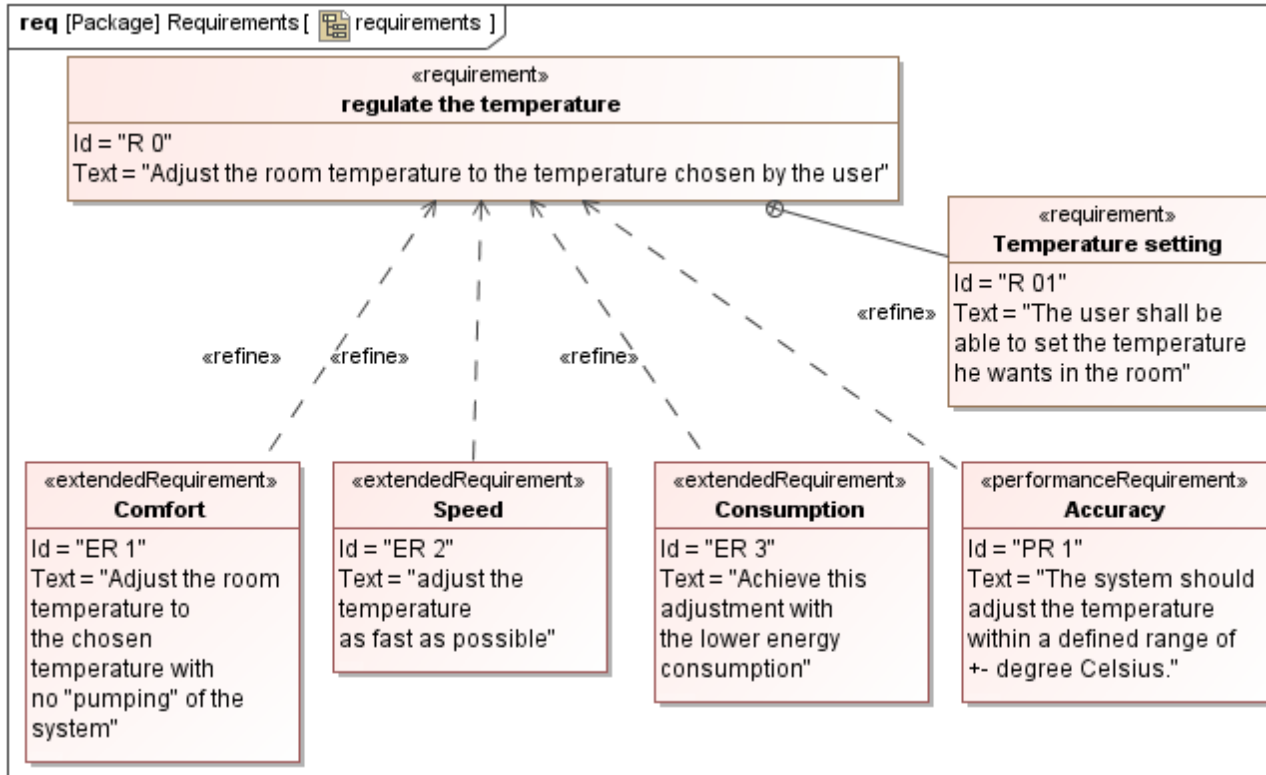 req [Package] Requirements [ requirements ]
«requirement»
regulate the temperature
Id = "R 0"
Text = "Adjust the room temperature to the temperature chosen by the user"
«requirement»
Temperature setting
Id = "R 01"
Text = "The user shall be
able to set the temperature
he wants in the room"
«refine»
«refine»
«refine»
«refine»
«extendedRequirement»
Comfort
Id = "ER 1"
Text = "Adjust the room
temperature to
the chosen
temperature with
no "pumping" of the
system"
«extendedRequirement»
Speed
Id = "ER 2"
Text = "adjust the
temperature
as fast as possible"
«extendedRequirement»
Consumption
Id = "ER 3"
Text = "Achieve this
adjustment with
the lower energy
consumption"
«performanceRequirement»
Accuracy
Id = "PR 1"
Text = "The system should
adjust the temperature
within a defined range of
+- degree Celsius."